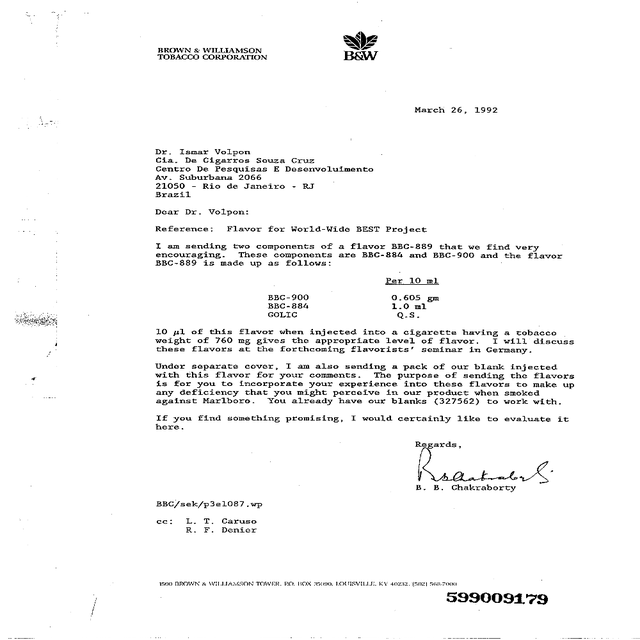 BROWN & WILLIAMSON
TOBACCO CORPORATION
B&W
March 26, 1992
Dr. Ismar Volpon
Cia. De Cigarros Souza Cruz
Centro De Pesquisas E Desenvoluimento
Av. Suburbana 2066
21050 - Rio de Janeiro - RJ
Brazil
Dear Dr. Volpon:
Reference: Flavor for World-Wide BEST Project
I am sending two components of a flavor BBC-889 that we find very
encouraging. These components are BBC-884 and BBC-900 and the flavor
BBC-889 is made up as follows:
Per 10 ml
BBC-900 0.605 gm
BBC-884 1.0 ml
GOLIC Q.S.
10 µl of this flavor when injected into a cigarette having a tobacco
weight of 760 mg gives the appropriate level of flavor. I will discuss
these flavors at the forthcoming flavorists' seminar in Germany.
Under separate cover, I am also sending a pack of our blank injected
with this flavor for your comments. The purpose of sending the flavors
is for you to incorporate your experience into these flavors to make up
any deficiency that you might perceive in our product when smoked
against Marlboro. You already have our blanks (327562) to work with.
If you find something promising, I would certainly like to evaluate it
here.
Regards,
B. B. Chakraborty
BBC/sek/p3el087.wp
cc: L. T. Caruso
R. F. Denier
1500 BROWN & WILLIAMSON TOWER, P.O. BOX 35090, LOUISVILLE, KY 40232, (502) 568-7000
599009179